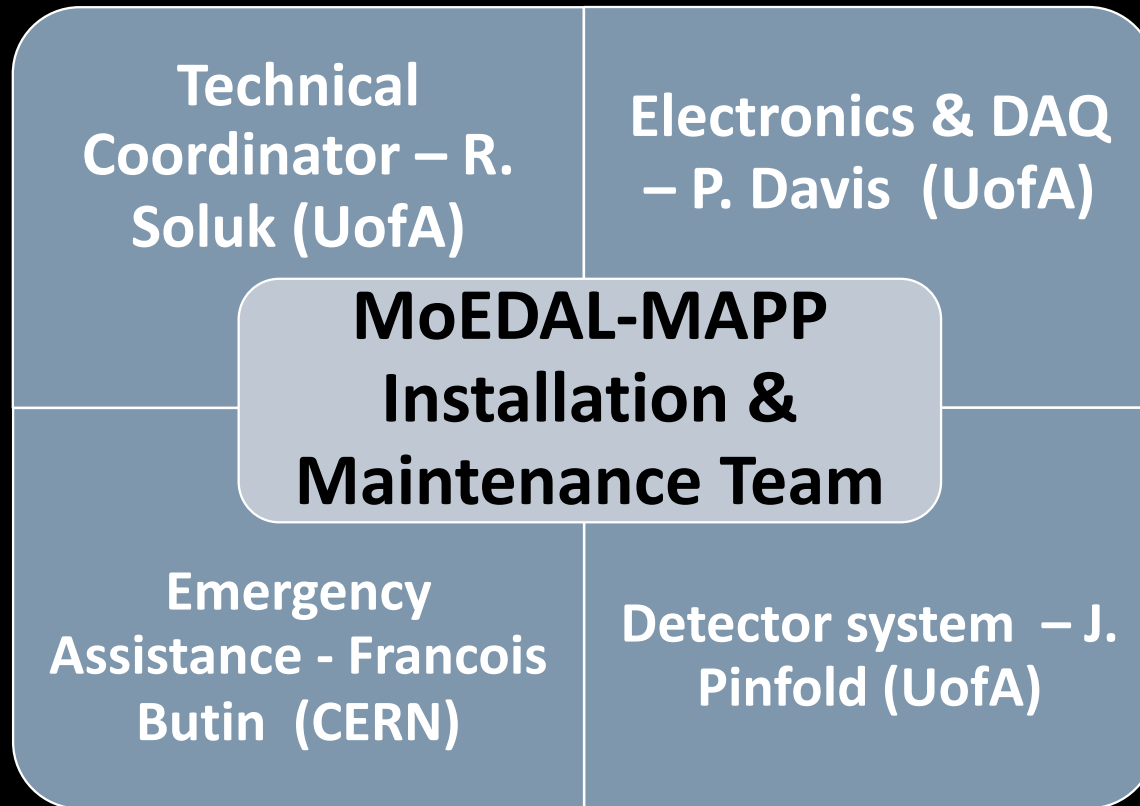 Technical
Coordinator – R.
Soluk (UofA)
Electronics & DAQ
– P. Davis (UofA)
MoEDAL-MAPP
Installation &
Maintenance Team
Emergency
Assistance - Francois
Butin (CERN)
Detector system – J.
Pinfold (UofA)